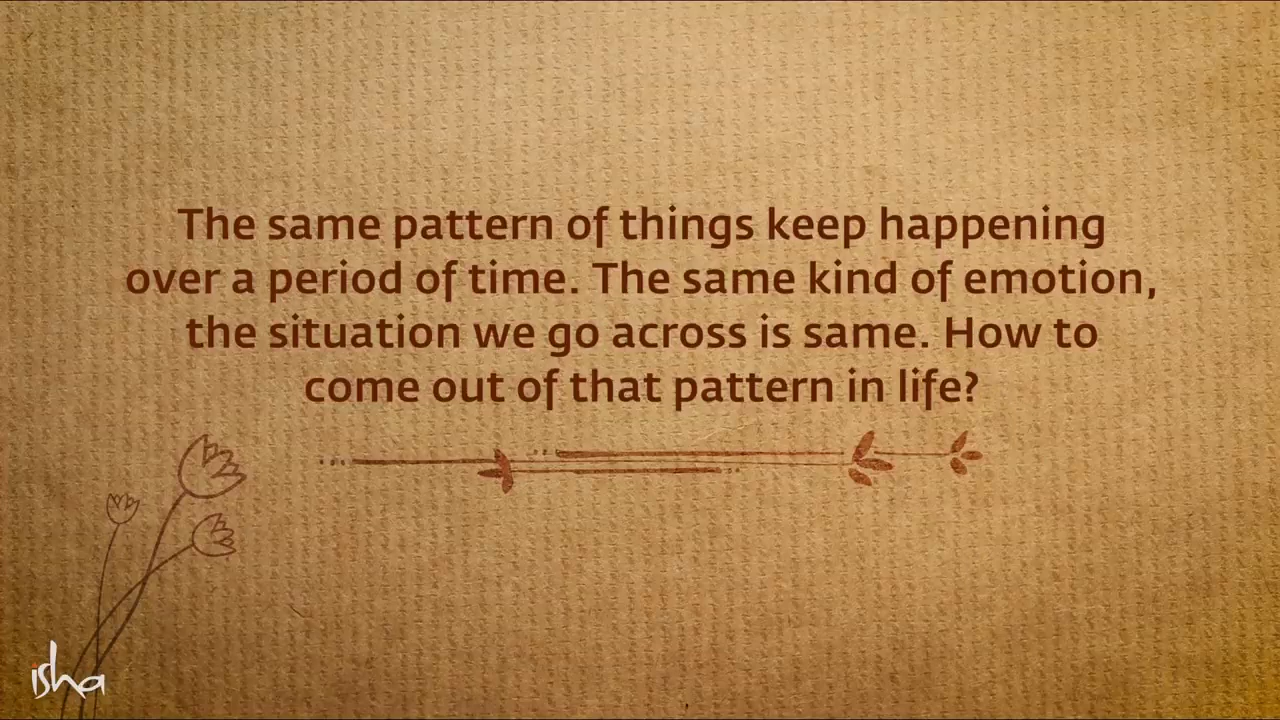 The same pattern of things keep happening
over a period of time. The same kind of emotion,
the situation we go across is same. How to
come out of that pattern in life?
isha